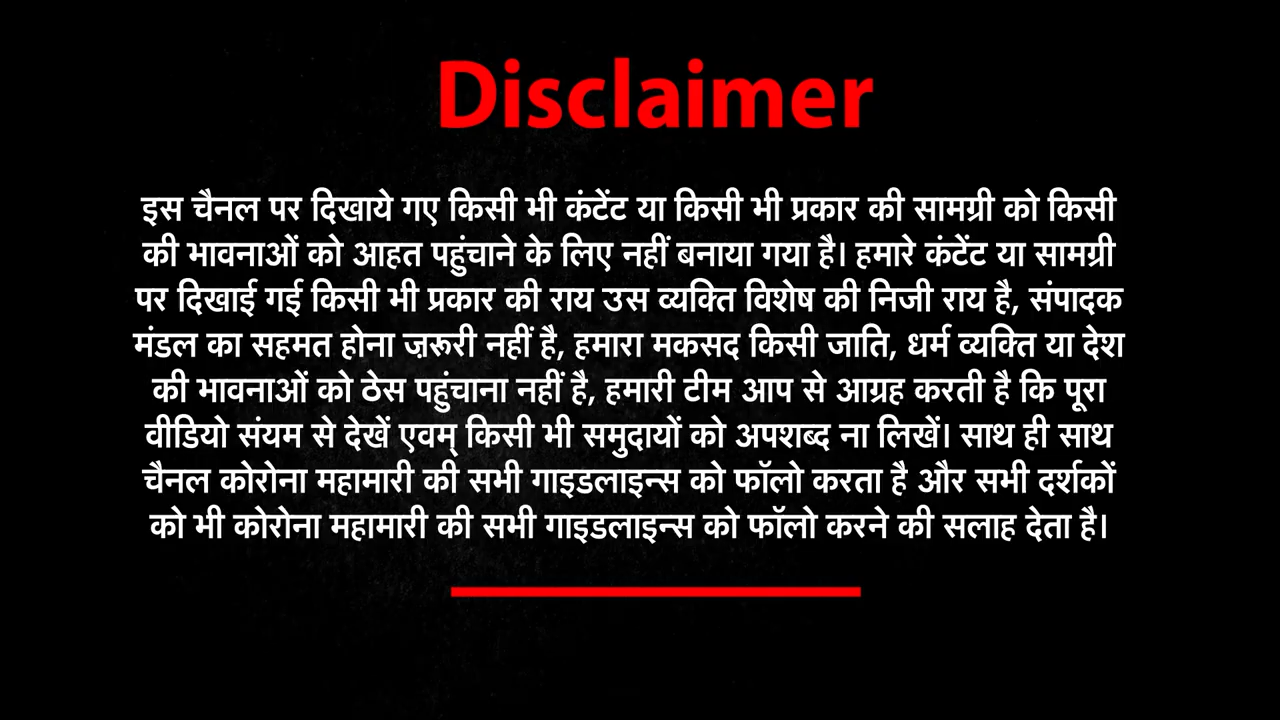 Disclaimer
इस चैनल पर दिखाये गए किसी भी कंटेंट या किसी भी प्रकार की सामग्री को किसी
की भावनाओं को आहत पहुंचाने के लिए नहीं बनाया गया है। हमारे कंटेंट या सामग्री
पर दिखाई गई किसी भी प्रकार की राय उस व्यक्ति विशेष की निजी राय है, संपादक
मंडल का सहमत होना ज़रूरी नहीं है, हमारा मकसद किसी जाति, धर्म व्यक्ति या देश
की भावनाओं को ठेस पहुंचाना नहीं है, हमारी टीम आप से आग्रह करती है कि पूरा
वीडियो संयम से देखें एवम् किसी भी समुदायों को अपशब्द ना लिखें। साथ ही साथ
चैनल कोरोना महामारी की सभी गाइडलाइन्स को फॉलो करता है और सभी दर्शकों
को भी कोरोना महामारी की सभी गाइडलाइन्स को फॉलो करने की सलाह देता है।